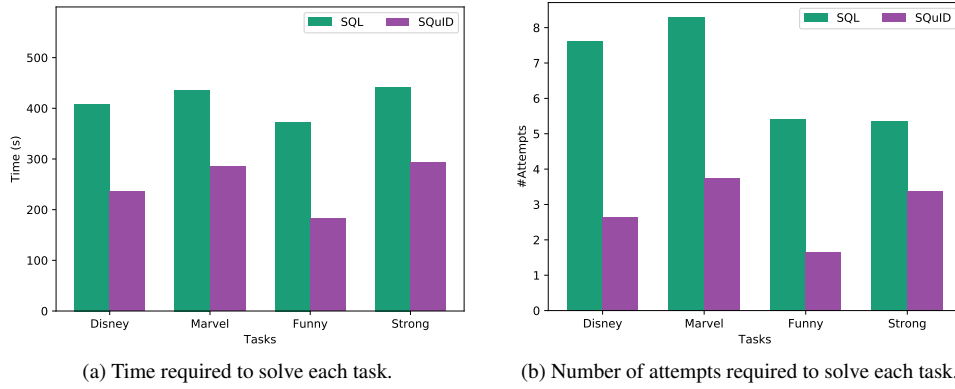 SQL SQuID
500
400
300
200
100
0
Time (s)
Disney Marvel Funny Strong
Tasks
(a) Time required to solve each task.
SQL SQuID
8
7
6
5
4
3
2
1
0
#Attempts
Disney Marvel Funny Strong
Tasks
(b) Number of attempts required to solve each task.